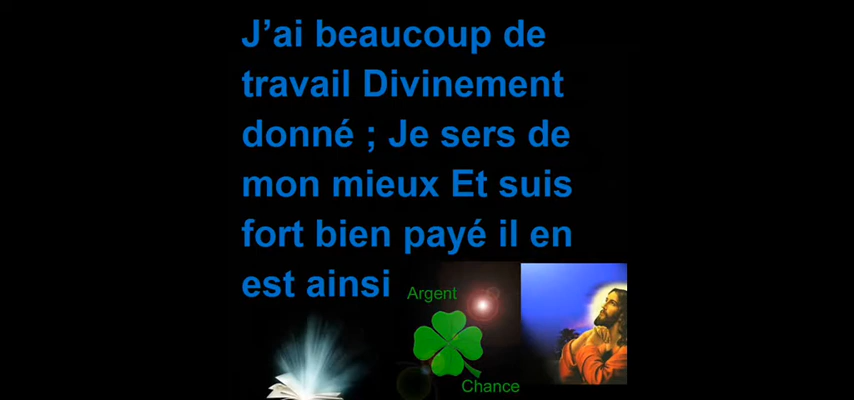 J’ai beaucoup de
travail Divinement
donné ; Je sers de
mon mieux Et suis
fort bien payé il en
est ainsi
Argent
Chance